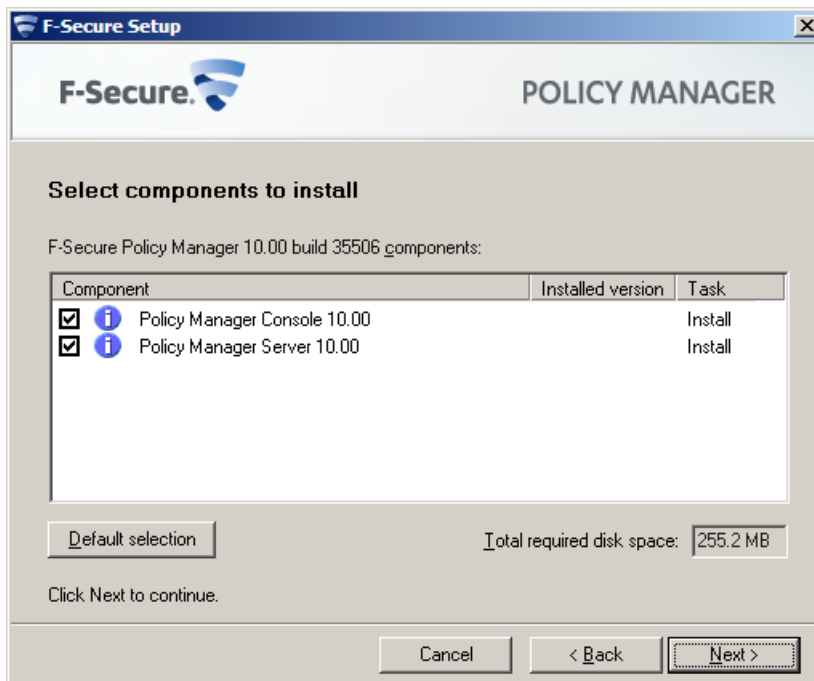 F-Secure Setup
F-Secure. POLICY MANAGER
Select components to install
F-Secure Policy Manager 10.00 build 35506 components:
Component Installed version Task
Policy Manager Console 10.00 Install
Policy Manager Server 10.00 Install
Default selection Total required disk space: 255.2 MB
Click Next to continue.
Cancel < Back Next >